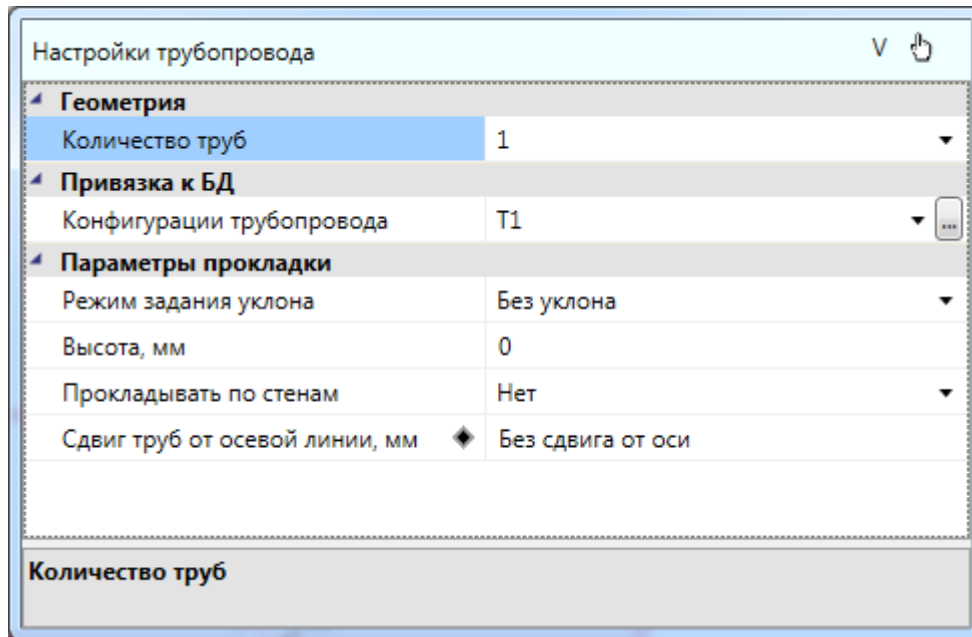 Настройки трубопровода V
Геометрия
Количество труб 1
Привязка к БД
Конфигурации трубопровода T1 ...
Параметры прокладки
Режим задания уклона Без уклона
Высота, мм 0
Прокладывать по стенам Нет
Сдвиг труб от осевой линии, мм Без сдвига от оси
Количество труб